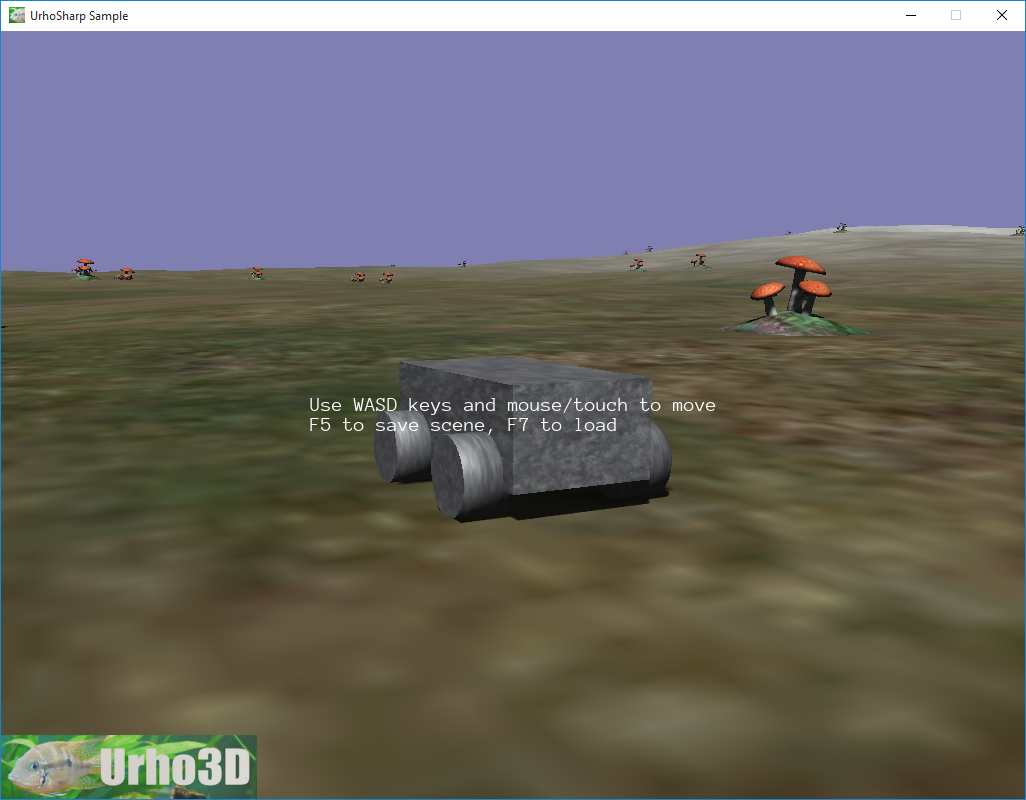 UrhoSharp Sample
Use WASD keys and mouse/touch to move
F5 to save scene, F7 to load
Urho3D